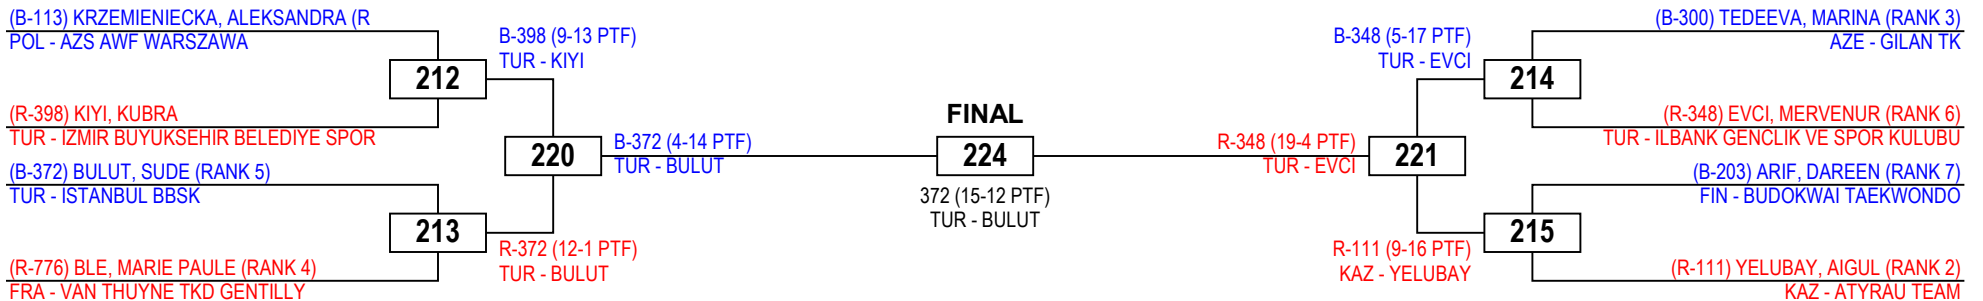 (B-113) KRZEMIENIECKA, ALEKSANDRA (R
POL - AZS AWF WARSZAWA
212
(R-398) KIYI, KUBRA
TUR - IZMIR BUYUKSEHIR BELEDIYE SPOR
(B-372) BULUT, SUDE (RANK 5)
TUR - ISTANBUL BBSK
213
(R-776) BLE, MARIE PAULE (RANK 4)
FRA - VAN THUYNE TKD GENTILLY
B-398 (9-13 PTF)
TUR - KIYI
220
R-372 (12-1 PTF)
TUR - BULUT
B-372 (4-14 PTF)
TUR - BULUT
FINAL
224
372 (15-12 PTF)
TUR - BULUT
R-348 (19-4 PTF)
TUR - EVCI
B-348 (5-17 PTF)
TUR - EVCI
221
R-111 (9-16 PTF)
KAZ - YELUBAY
(B-300) TEDEEVA, MARINA (RANK 3)
AZE - GILAN TK
214
(R-348) EVCI, MERVENUR (RANK 6)
TUR - ILBANK GENCLIK VE SPOR KULUBU
(B-203) ARIF, DAREEN (RANK 7)
FIN - BUDOKWAI TAEKWONDO
215
(R-111) YELUBAY, AIGUL (RANK 2)
KAZ - ATYRAU TEAM